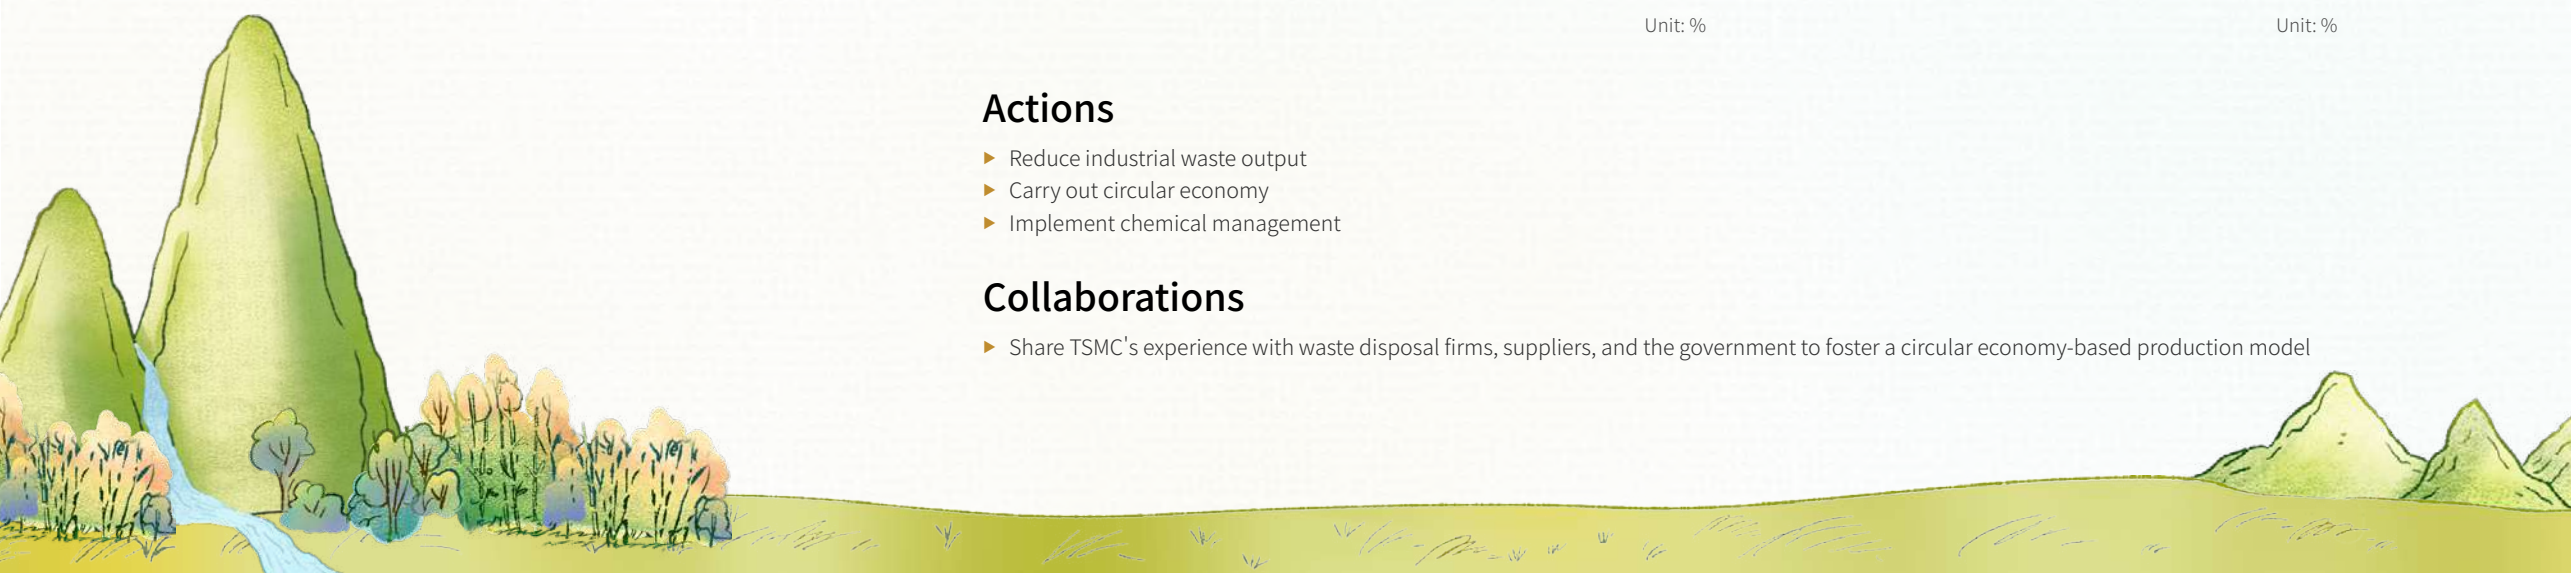 Unit: %
Unit: %
Actions
Reduce industrial waste output
Carry out circular economy
Implement chemical management
Collaborations
Share TSMC's experience with waste disposal firms, suppliers, and the government to foster a circular economy-based production model